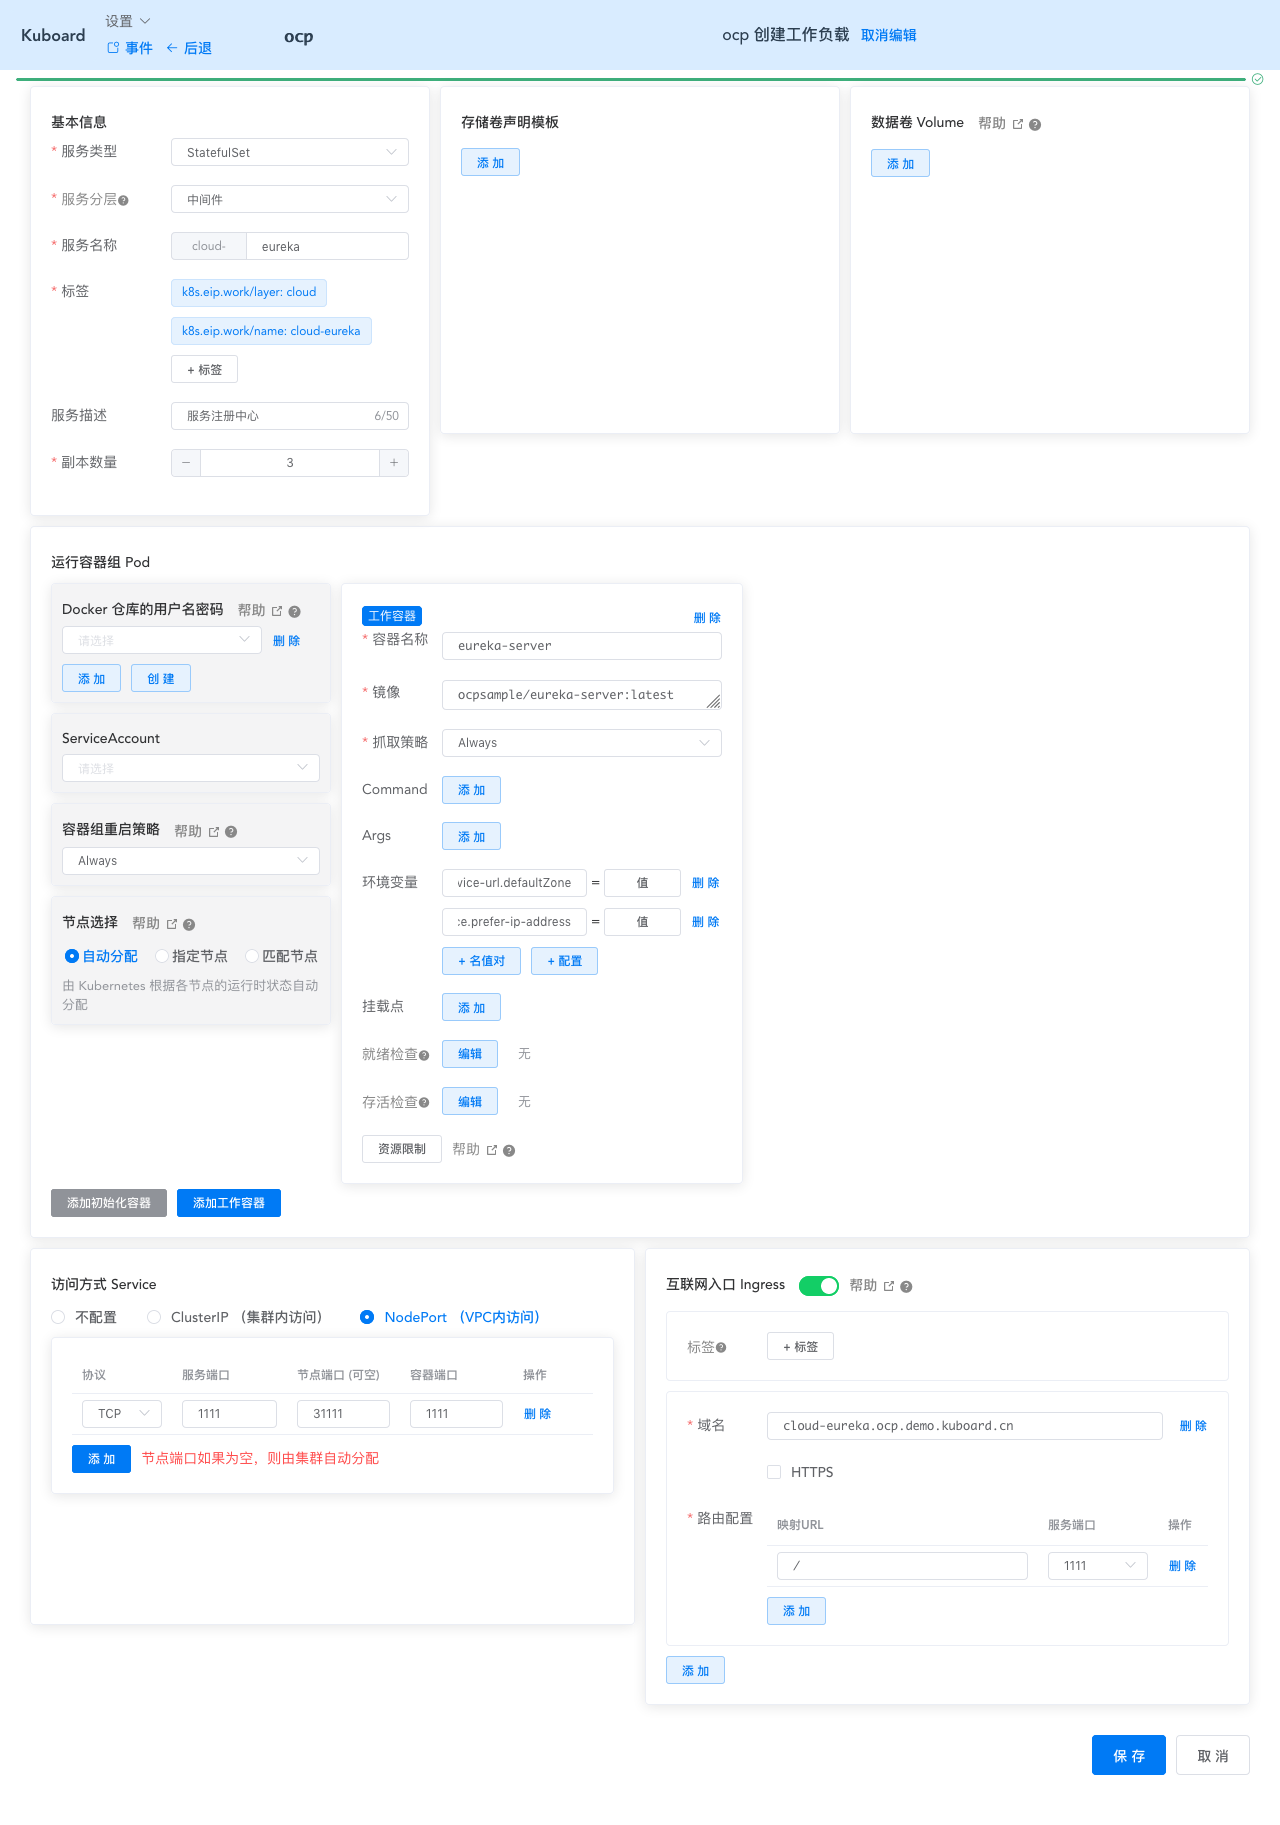 Kuboard
设置
事件 后退
ocp
ocp 创建工作负载 取消编辑
基本信息
* 服务类型 StatefulSet
* 服务分层 中间件
* 服务名称 cloud- eureka
* 标签 k8s.eip.work/layer: cloud
k8s.eip.work/name: cloud-eureka
+ 标签
服务描述 服务注册中心 6/50
* 副本数量 − 3 +
存储卷声明模板
添 加
数据卷 Volume 帮助
添 加
运行容器组 Pod
Docker 仓库的用户名密码 帮助
请选择 删 除
添 加 创 建
ServiceAccount
请选择
容器组重启策略 帮助
Always
节点选择 帮助
自动分配 指定节点 匹配节点
由 Kubernetes 根据各节点的运行时状态自动
分配
工作容器 删 除
* 容器名称 eureka-server
* 镜像 ocpsample/eureka-server:latest
* 抓取策略 Always
Command 添 加
Args 添 加
环境变量 vice-url.defaultZone = 值 删 除
ce.prefer-ip-address = 值 删 除
+ 名值对 + 配置
挂载点 添 加
就绪检查 编辑 无
存活检查 编辑 无
资源限制 帮助
添加初始化容器 添加工作容器
访问方式 Service
不配置 ClusterIP （集群内访问） NodePort （VPC内访问）
协议 服务端口 节点端口 (可空) 容器端口 操作
TCP 1111 31111 1111 删 除
添 加 节点端口如果为空，则由集群自动分配
互联网入口 Ingress 帮助
标签 + 标签
* 域名 cloud-eureka.ocp.demo.kuboard.cn 删 除
HTTPS
* 路由配置 映射URL 服务端口 操作
/ 1111 删 除
添 加
添 加
保 存 取 消